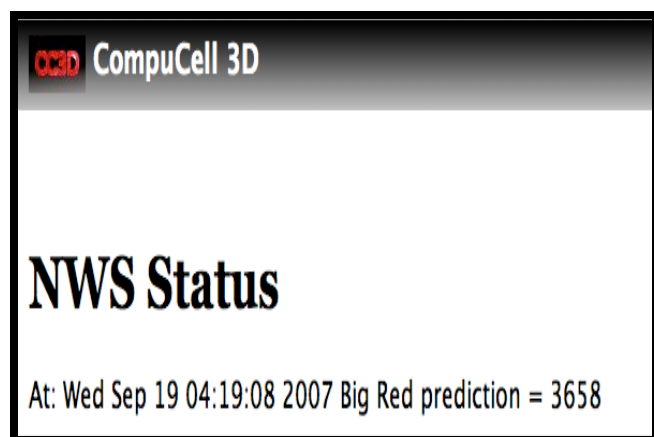 CC3D CompuCell 3D
NWS Status
At: Wed Sep 19 04:19:08 2007 Big Red prediction = 3658